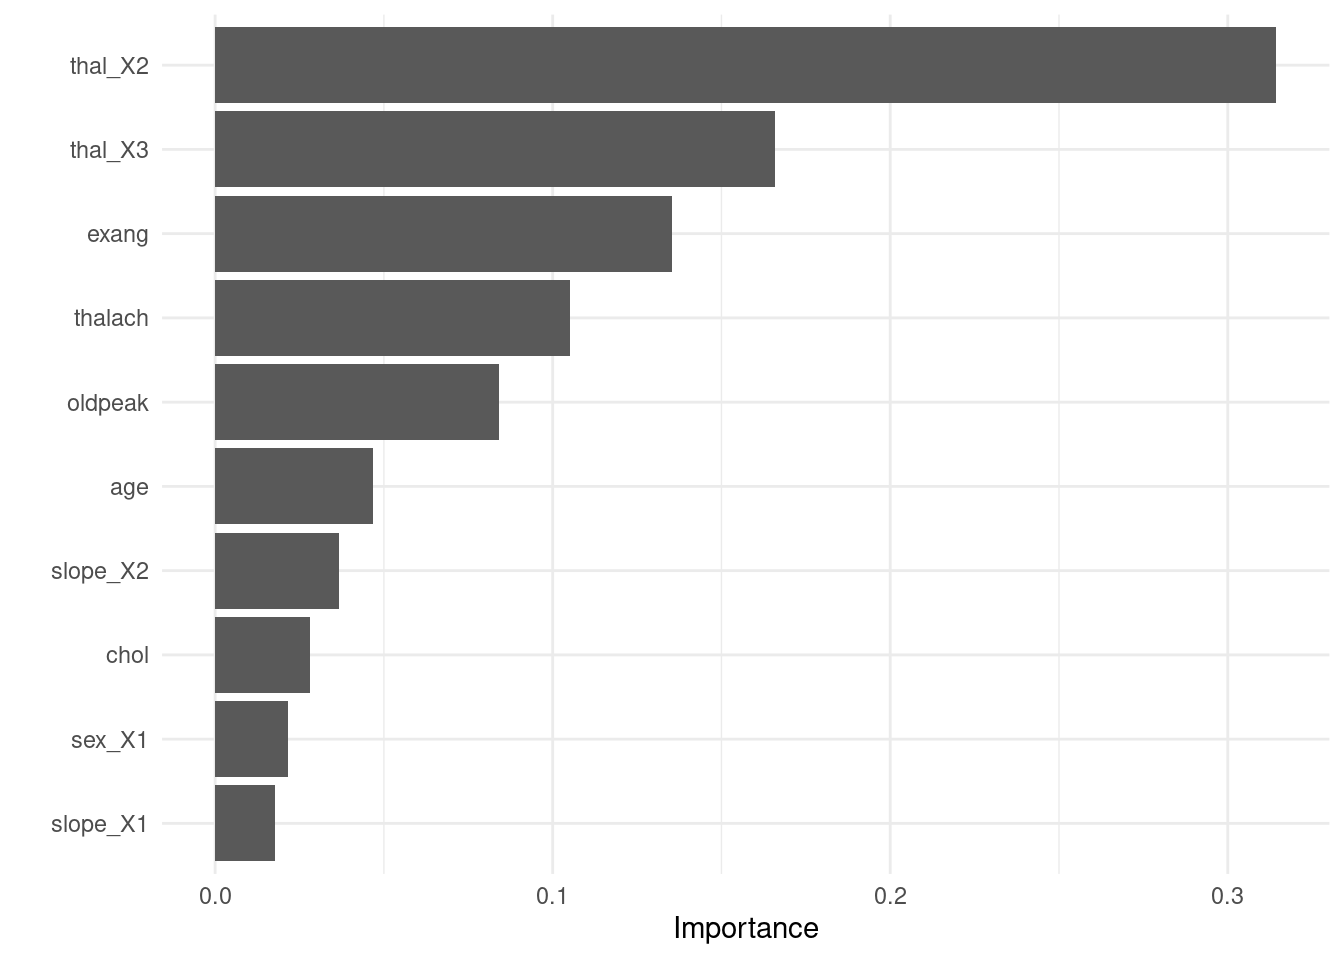 thal_X2
thal_X3
exang
thalach
oldpeak
age
slope_X2
chol
sex_X1
slope_X1
0.0 0.1 0.2 0.3
Importance